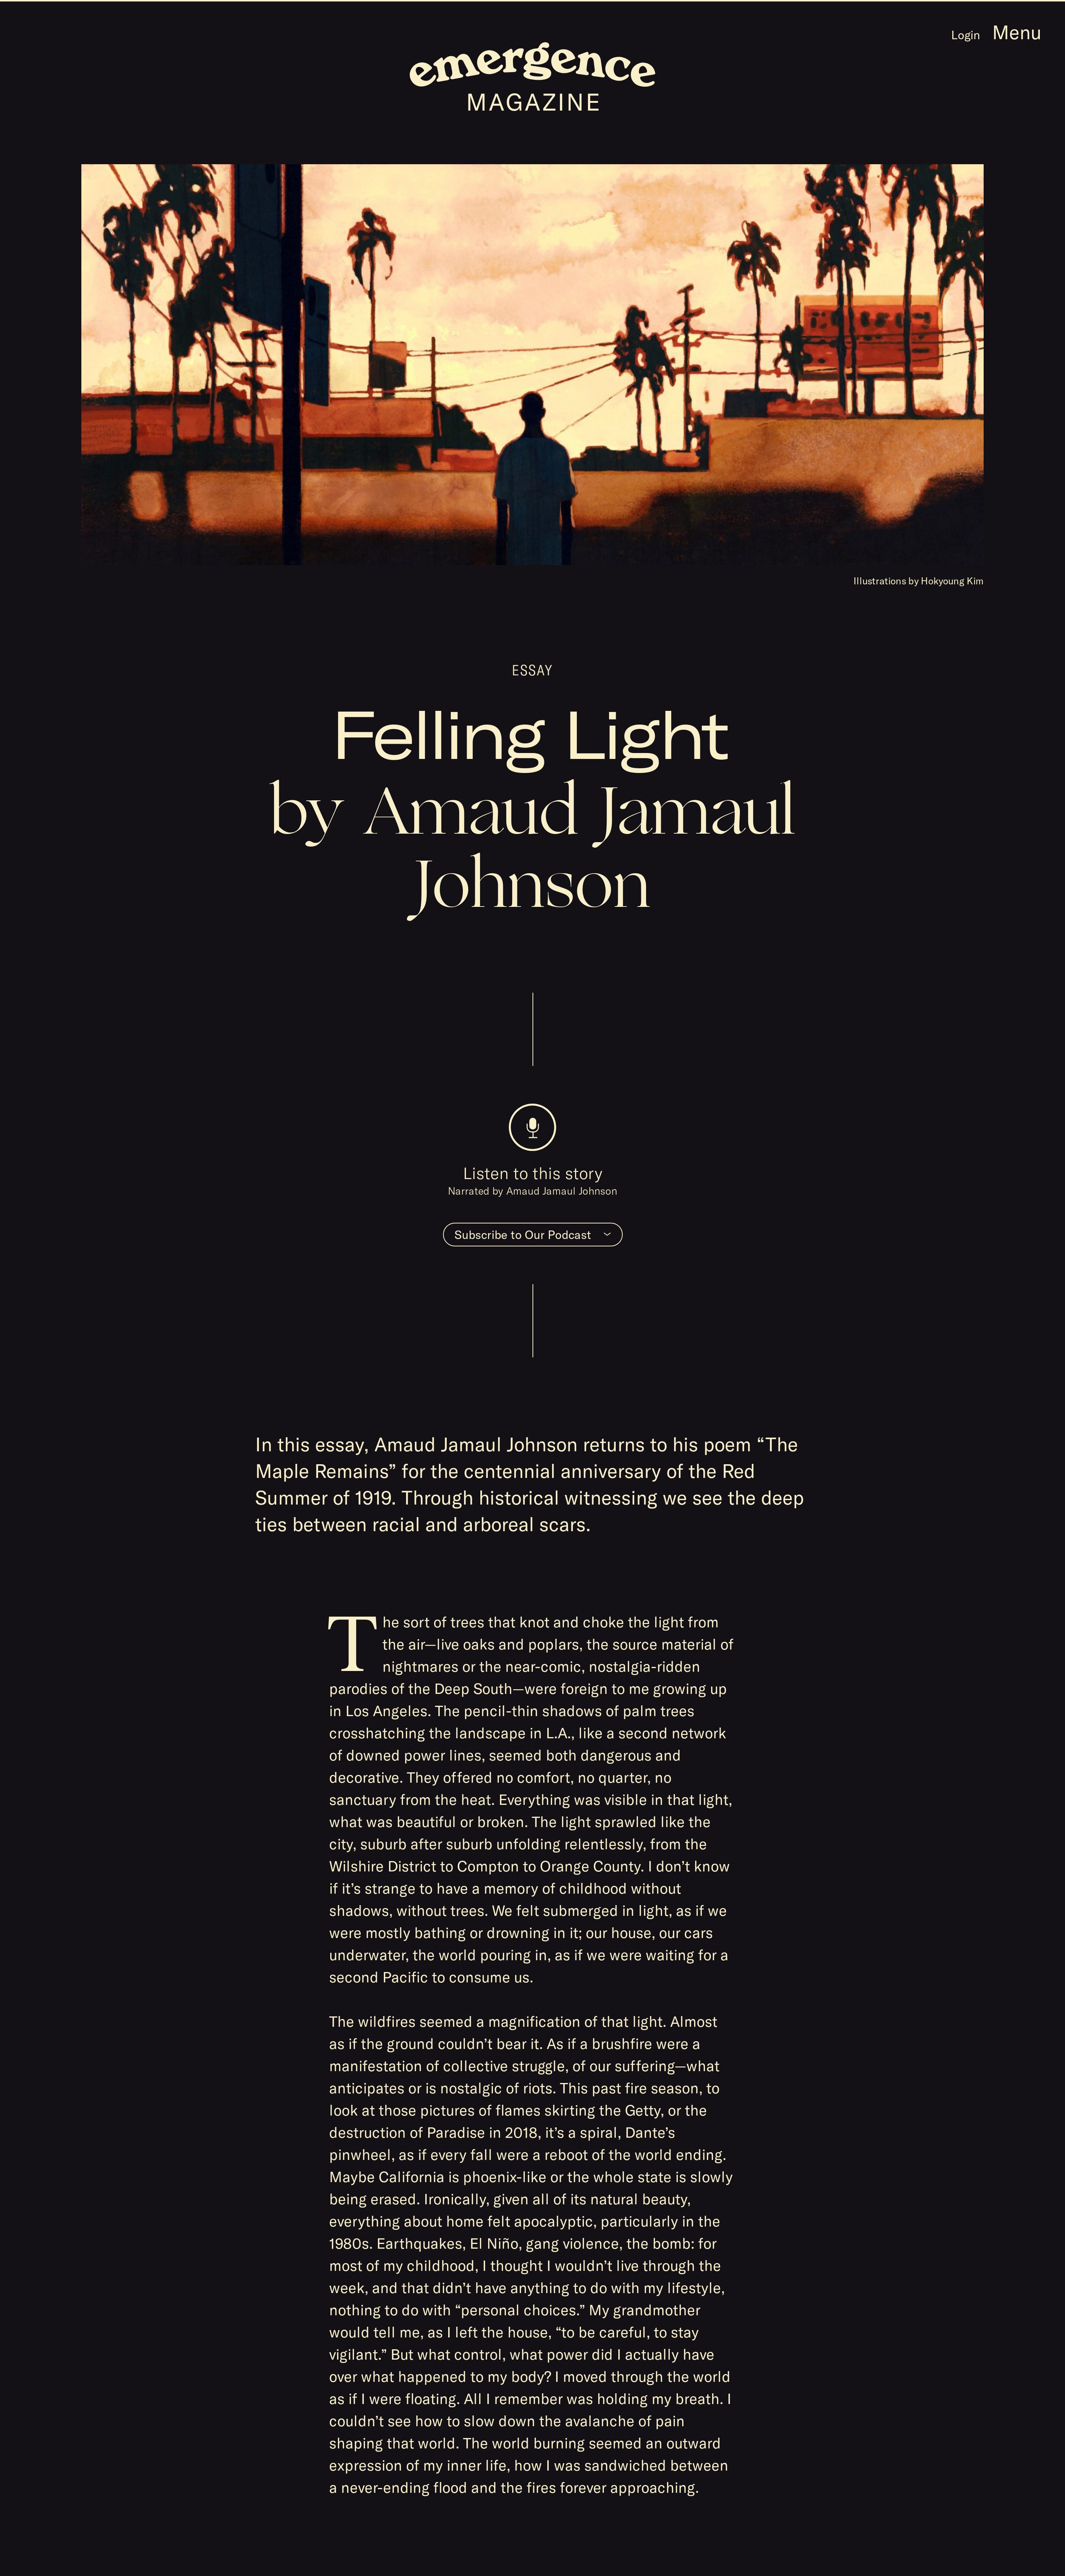 Login Menu
emergence
MAGAZINE
Illustrations by Hokyoung Kim
ESSAY
Felling Light
by Amaud Jamaul
Johnson
Listen to this story
Narrated by Amaud Jamaul Johnson
Subscribe to Our Podcast
In this essay, Amaud Jamaul Johnson returns to his poem “The
Maple Remains” for the centennial anniversary of the Red
Summer of 1919. Through historical witnessing we see the deep
ties between racial and arboreal scars.
The sort of trees that knot and choke the light from
the air—live oaks and poplars, the source material of
nightmares or the near-comic, nostalgia-ridden
parodies of the Deep South—were foreign to me growing up
in Los Angeles. The pencil-thin shadows of palm trees
crosshatching the landscape in L.A., like a second network
of downed power lines, seemed both dangerous and
decorative. They offered no comfort, no quarter, no
sanctuary from the heat. Everything was visible in that light,
what was beautiful or broken. The light sprawled like the
city, suburb after suburb unfolding relentlessly, from the
Wilshire District to Compton to Orange County. I don’t know
if it’s strange to have a memory of childhood without
shadows, without trees. We felt submerged in light, as if we
were mostly bathing or drowning in it; our house, our cars
underwater, the world pouring in, as if we were waiting for a
second Pacific to consume us.
The wildfires seemed a magnification of that light. Almost
as if the ground couldn’t bear it. As if a brushfire were a
manifestation of collective struggle, of our suffering—what
anticipates or is nostalgic of riots. This past fire season, to
look at those pictures of flames skirting the Getty, or the
destruction of Paradise in 2018, it’s a spiral, Dante’s
pinwheel, as if every fall were a reboot of the world ending.
Maybe California is phoenix-like or the whole state is slowly
being erased. Ironically, given all of its natural beauty,
everything about home felt apocalyptic, particularly in the
1980s. Earthquakes, El Niño, gang violence, the bomb: for
most of my childhood, I thought I wouldn’t live through the
week, and that didn’t have anything to do with my lifestyle,
nothing to do with “personal choices.” My grandmother
would tell me, as I left the house, “to be careful, to stay
vigilant.” But what control, what power did I actually have
over what happened to my body? I moved through the world
as if I were floating. All I remember was holding my breath. I
couldn’t see how to slow down the avalanche of pain
shaping that world. The world burning seemed an outward
expression of my inner life, how I was sandwiched between
a never-ending flood and the fires forever approaching.